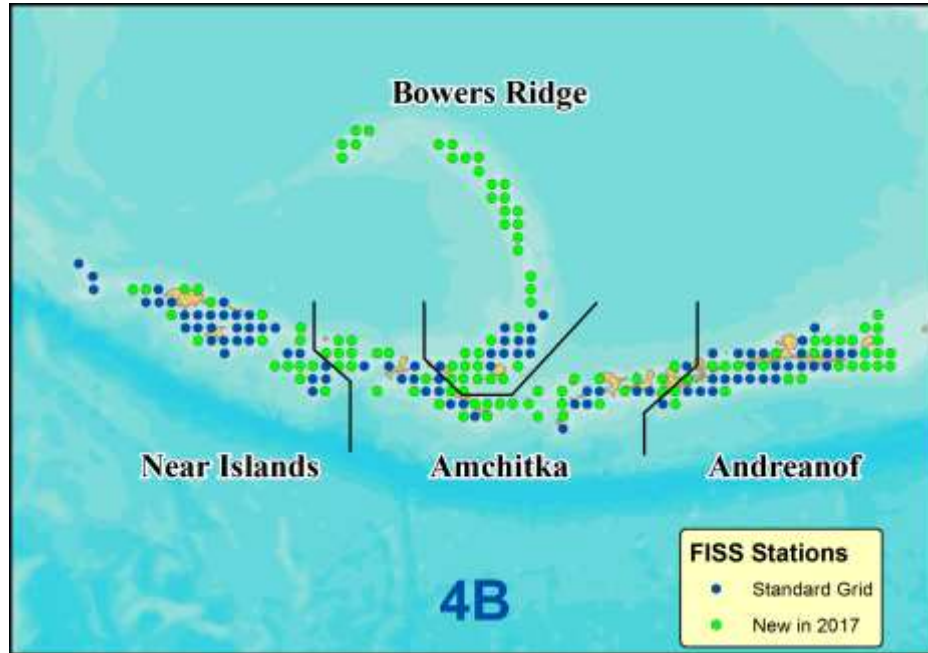 Bowers Ridge
Near Islands
Amchitka
Andreanof
4B
FISS Stations
Standard Grid
New in 2017